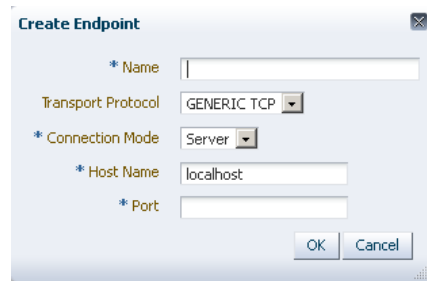 Create Endpoint
* Name
Transport Protocol GENERIC TCP
* Connection Mode Server
* Host Name localhost
* Port
OK Cancel